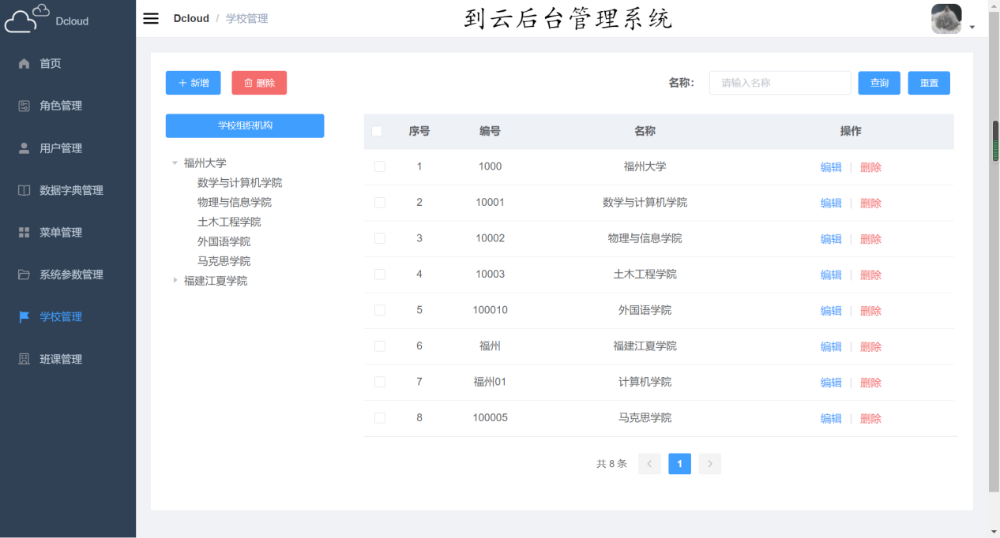 Dcloud
首页
角色管理
用户管理
数据字典管理
菜单管理
系统参数管理
学校管理
班课管理
Dcloud / 学校管理
到云后台管理系统
+ 新增 删除
名称： 请输入名称 查询 重置
学校组织机构
福州大学
数学与计算机学院
物理与信息学院
土木工程学院
外国语学院
马克思学院
福建江夏学院
序号 编号 名称 操作
1 1000 福州大学 编辑 | 删除
2 10001 数学与计算机学院 编辑 | 删除
3 10002 物理与信息学院 编辑 | 删除
4 10003 土木工程学院 编辑 | 删除
5 100010 外国语学院 编辑 | 删除
6 福州 福建江夏学院 编辑 | 删除
7 福州01 计算机学院 编辑 | 删除
8 100005 马克思学院 编辑 | 删除
共 8 条 < 1 >